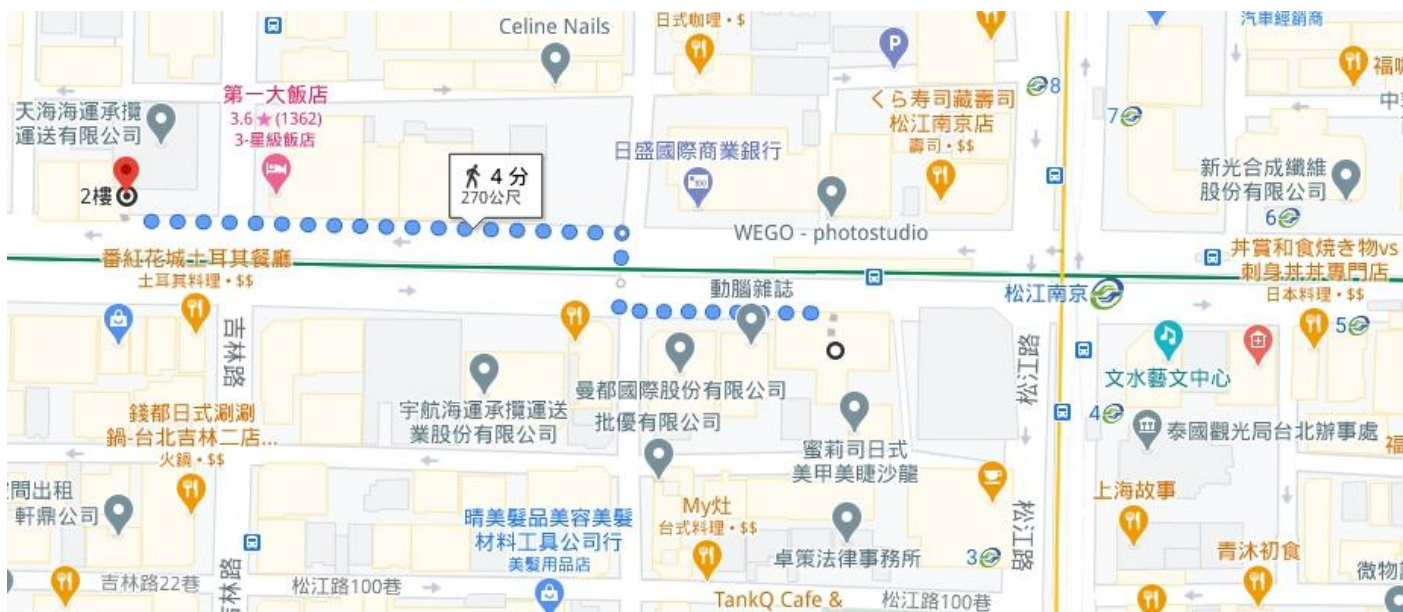 Celine Nails
日式咖哩・$
汽車經銷商
P
8
7
福咖
中
天海海運承攬
運送有限公司
第一大飯店
3.6★(1362)
3-星級飯店
くら寿司藏壽司
松江南京店
壽司・$$
日盛國際商業銀行
新光合成纖維
股份有限公司
4 分
270公尺
2樓
6
WEGO - photostudio
番紅花城土耳其餐廳
土耳其料理・$$
丼賞和食焼き物vs
刺身丼丼專門店
日本料理・$$
動腦雜誌
松江南京
5
吉林路
松江路
曼都國際股份有限公司
文水藝文中心
宇航海運承攬運送
業股份有限公司
批優有限公司
4
錢都日式涮涮
鍋-台北吉林二店...
火鍋・$$
泰國觀光局台北辦事處
福
蜜莉司日式
美甲美睫沙龍
間出租
軒鼎公司
My灶
台式料理・$$
上海故事
晴美髮品美容美髮
材料工具公司行
美髮用品店
卓策法律事務所
3
松江路
青沐初食
吉林路22巷
吉林路
松江路100巷
TankQ Cafe &
松江路100巷
微物